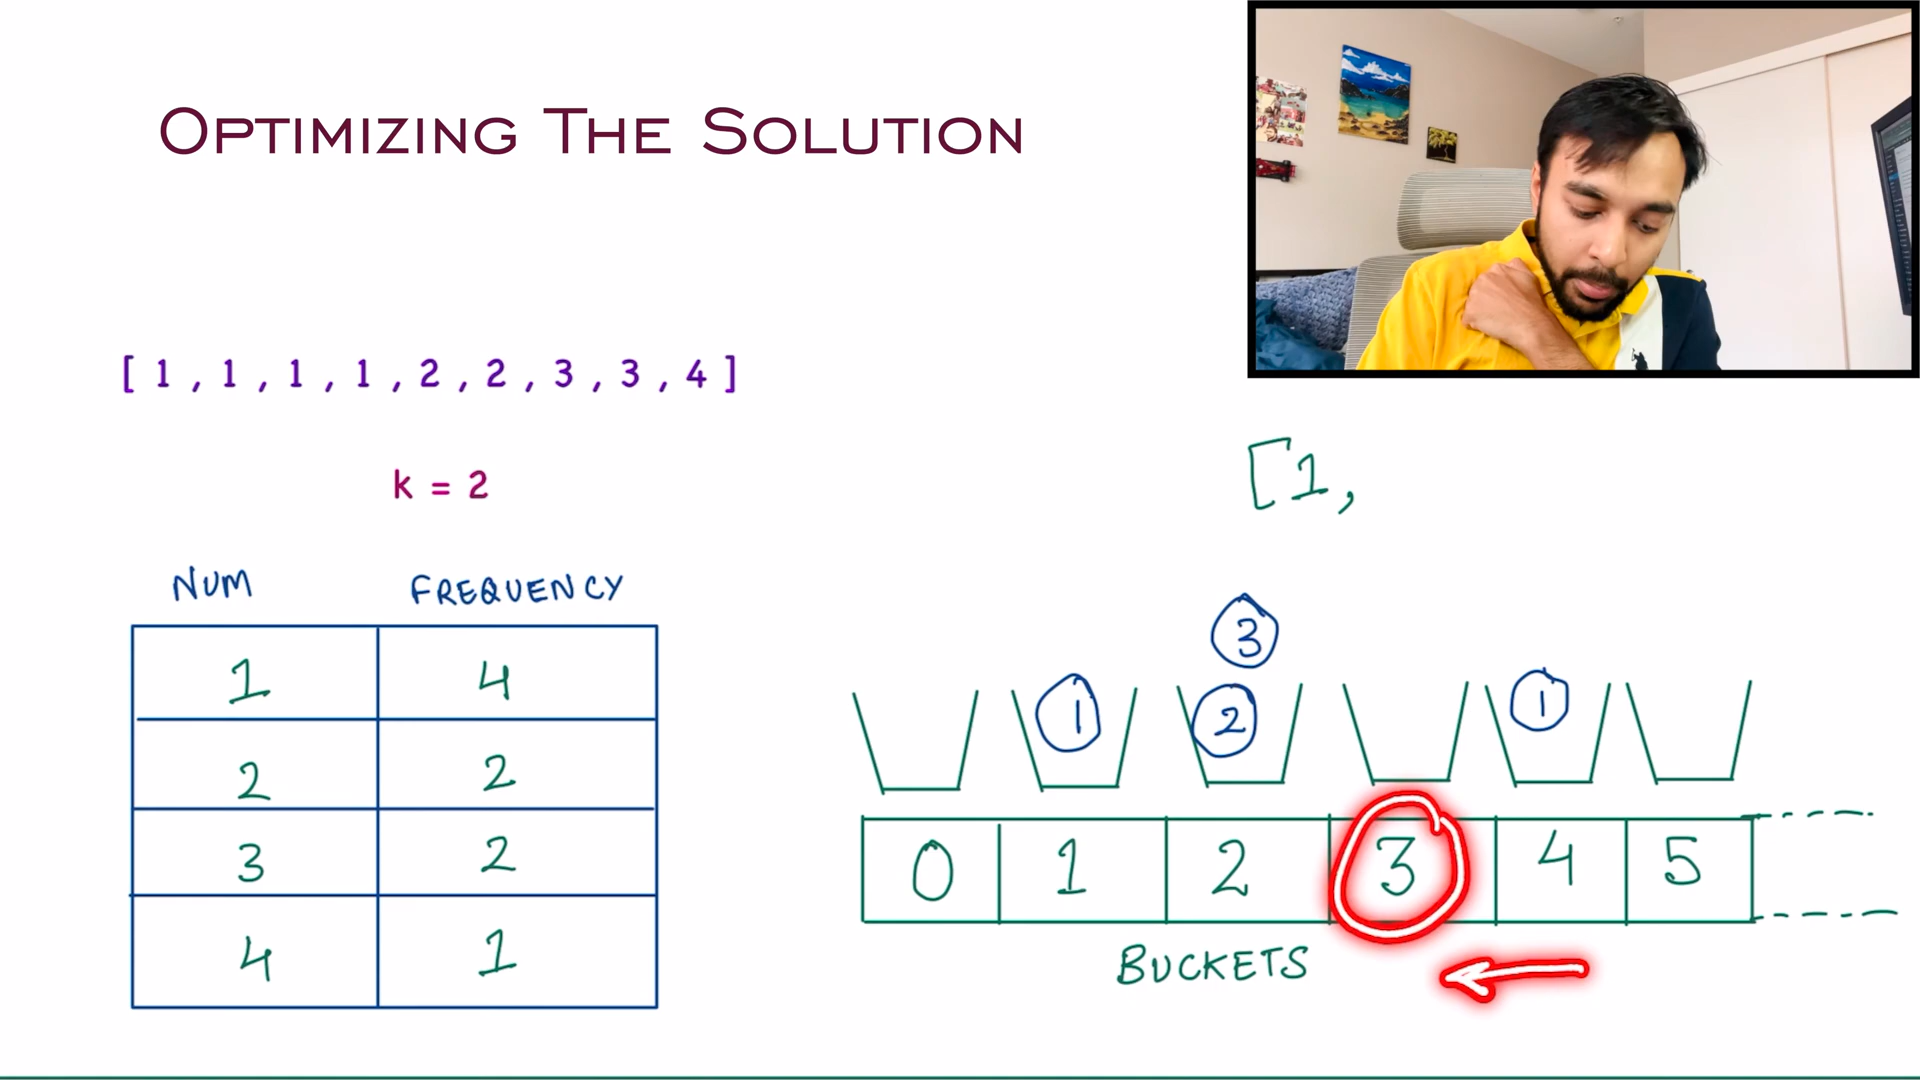 OPTIMIZING THE SOLUTION
[ 1 , 1 , 1 , 1 , 2 , 2 , 3 , 3 , 4 ]
k = 2
[1,
NUM FREQUENCY
1 4
2 2
3 2
4 1
3
1 2 1
0 1 2 3 4 5
BUCKETS